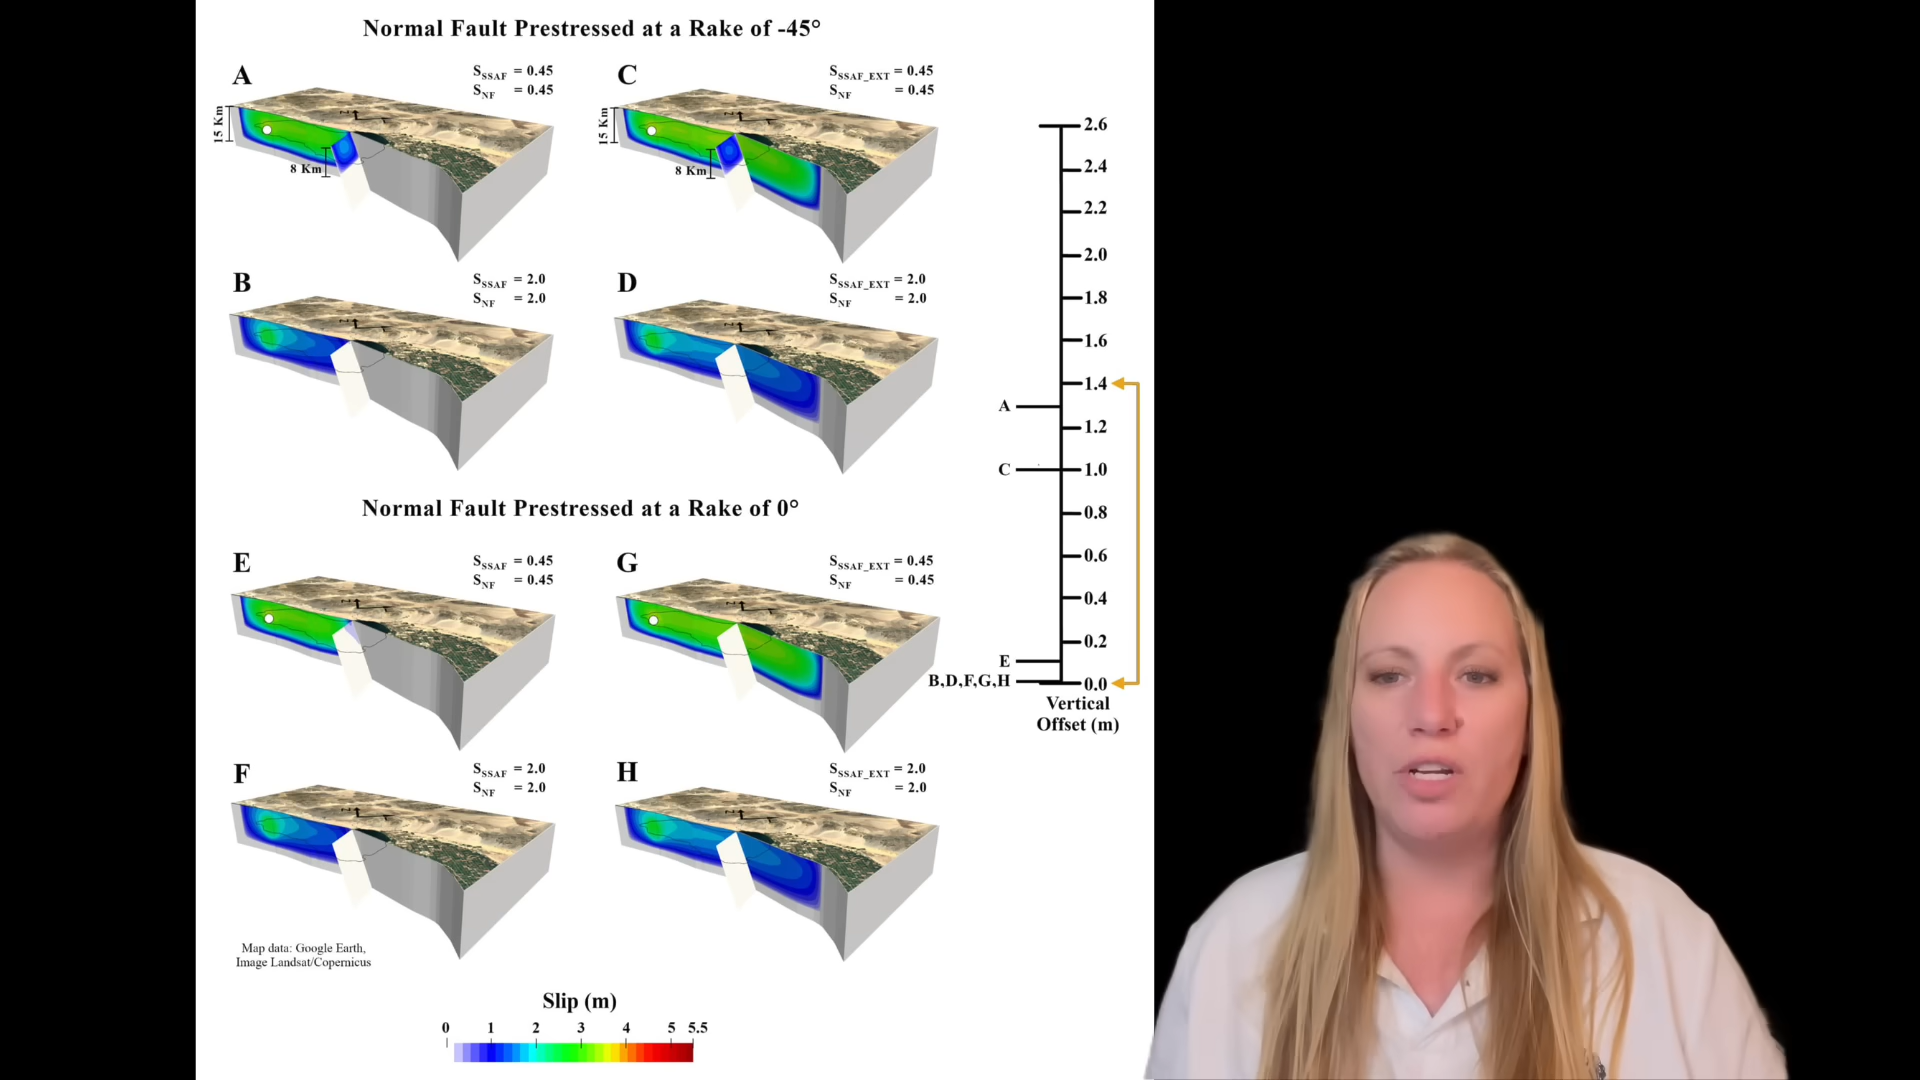 Normal Fault Prestressed at a Rake of -45°
A
S_SSAF = 0.45
S_NF = 0.45
15 Km
8 Km
C
S_SSAF_EXT = 0.45
S_NF = 0.45
15 Km
8 Km
B
S_SSAF = 2.0
S_NF = 2.0
D
S_SSAF_EXT = 2.0
S_NF = 2.0
Normal Fault Prestressed at a Rake of 0°
E
S_SSAF = 0.45
S_NF = 0.45
G
S_SSAF_EXT = 0.45
S_NF = 0.45
F
S_SSAF = 2.0
S_NF = 2.0
H
S_SSAF_EXT = 2.0
S_NF = 2.0
Map data: Google Earth,
Image Landsat/Copernicus
Slip (m)
0 1 2 3 4 5 5.5
2.6
2.4
2.2
2.0
1.8
1.6
1.4
A
1.2
C 1.0
0.8
0.6
0.4
0.2
E
B,D,F,G,H 0.0
Vertical
Offset (m)